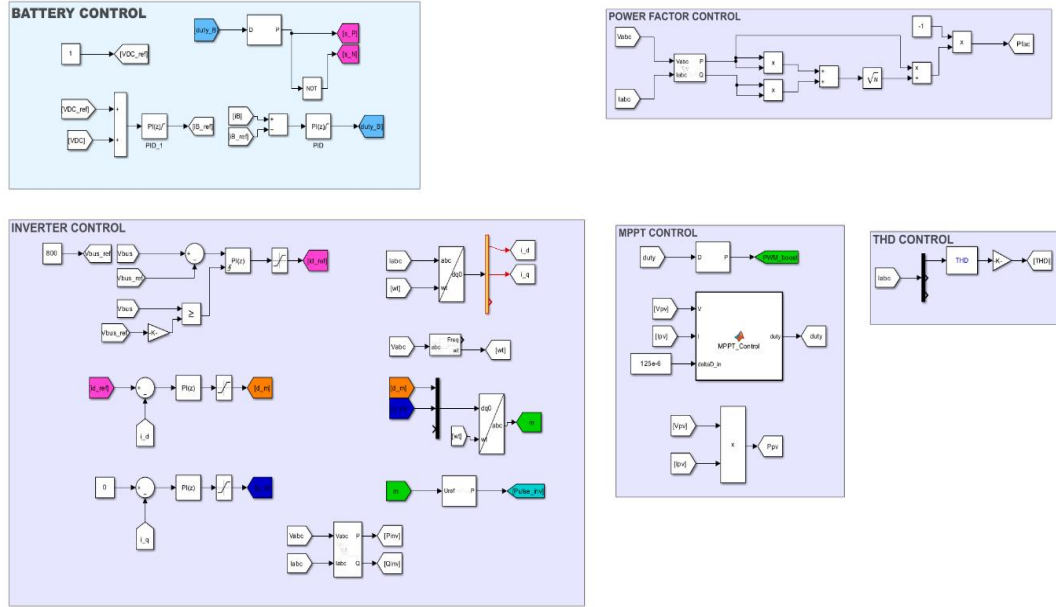 BATTERY CONTROL
[duty_B]
D
P
[s_P]
[s_N]
NOT
1
[VDC_ref]
[VDC_ref]
[VDC]
+
+
PI(z)
PID_1
[iB_ref]
[iB]
[iB_ref]
+
−
PI(z)
PID
[duty_B]
POWER FACTOR CONTROL
Vabc
Iabc
Vabc
Iabc
P
Q
x
x
+
+
√u
x
÷
-1
x
Pfac
INVERTER CONTROL
800
[Vbus_ref]
Vbus
[Vbus_ref]
+
−
PI(z)
[id_ref]
Vbus
[Vbus_ref]
-K-
≥
Iabc
[wt]
abc
wt
dq0
i_d
i_q
Vabc
abc
Freq
wt
[wt]
[id_ref]
+
−
PI(z)
[d_m]
i_d
[d_m]
[wt]
dq0
wt
abc
m
0
+
−
PI(z)
i_q
m
Uref
P
[Pulse_inv]
Vabc
Iabc
Vabc
Iabc
P
Q
[Pinv]
[Qinv]
MPPT CONTROL
duty
D
P
PWM_boost
[Vpv]
[Ipv]
125e-6
V
I
deltaD_in
MPPT_Control
duty
duty
[Vpv]
[Ipv]
x
Ppv
THD CONTROL
Iabc
THD
-K-
[THD]